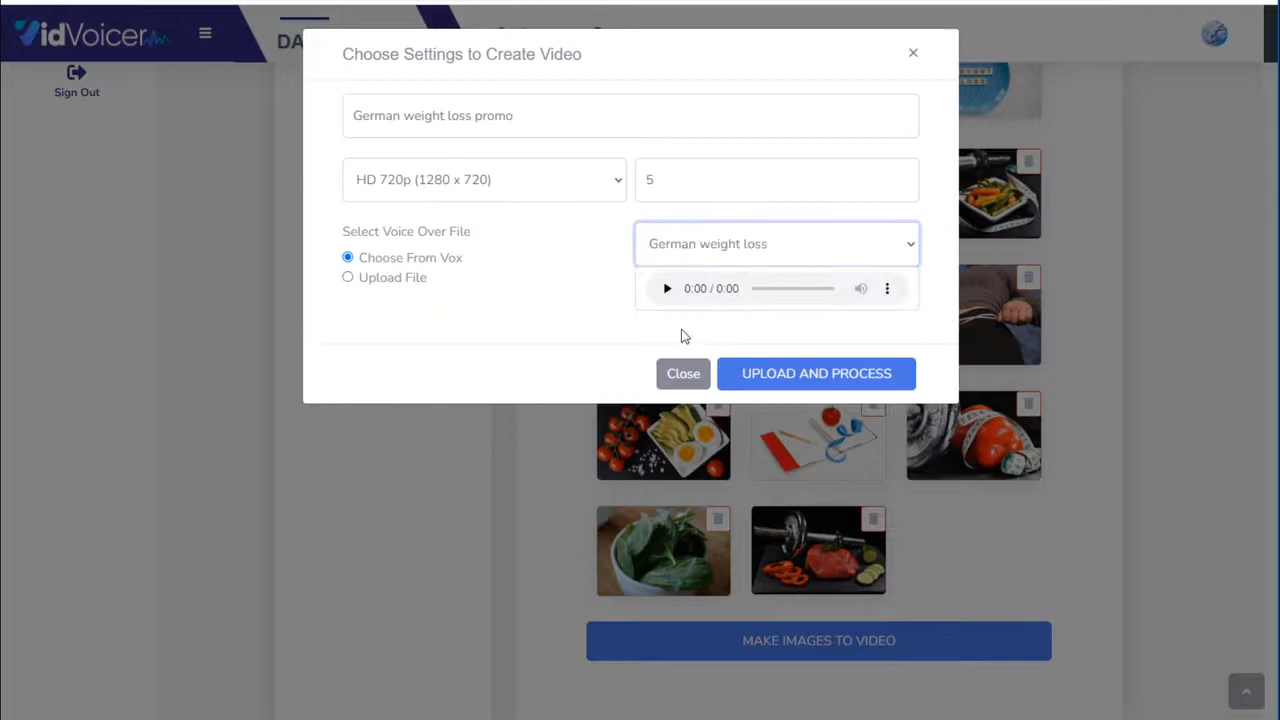 VidVoicer
DA
Sign Out
Choose Settings to Create Video
×
German weight loss promo
HD 720p (1280 x 720)
5
Select Voice Over File
Choose From Vox
Upload File
German weight loss
0:00 / 0:00
Close
UPLOAD AND PROCESS
MAKE IMAGES TO VIDEO